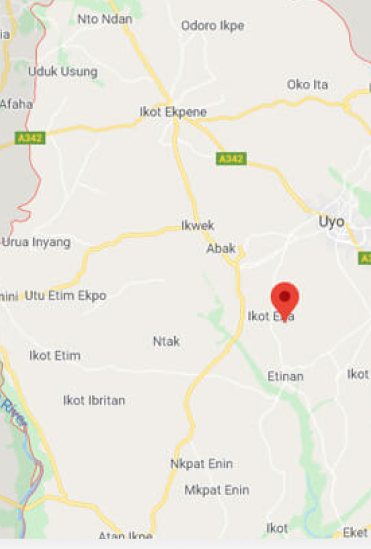 Nto Ndan
Odoro Ikpe
ia
Uduk Usung
Oko Ita
Afaha
Ikot Ekpene
A342
A342
Ikwek
Uyo
Urua Inyang
Abak
nini
Utu Etim Ekpo
Ikot
Ntak
Ikot Etim
Etinan
Ikot
Ikot Ibritan
River
Nkpat Enin
Mkpat Enin
Ikot
Eket
Atan Ikpe